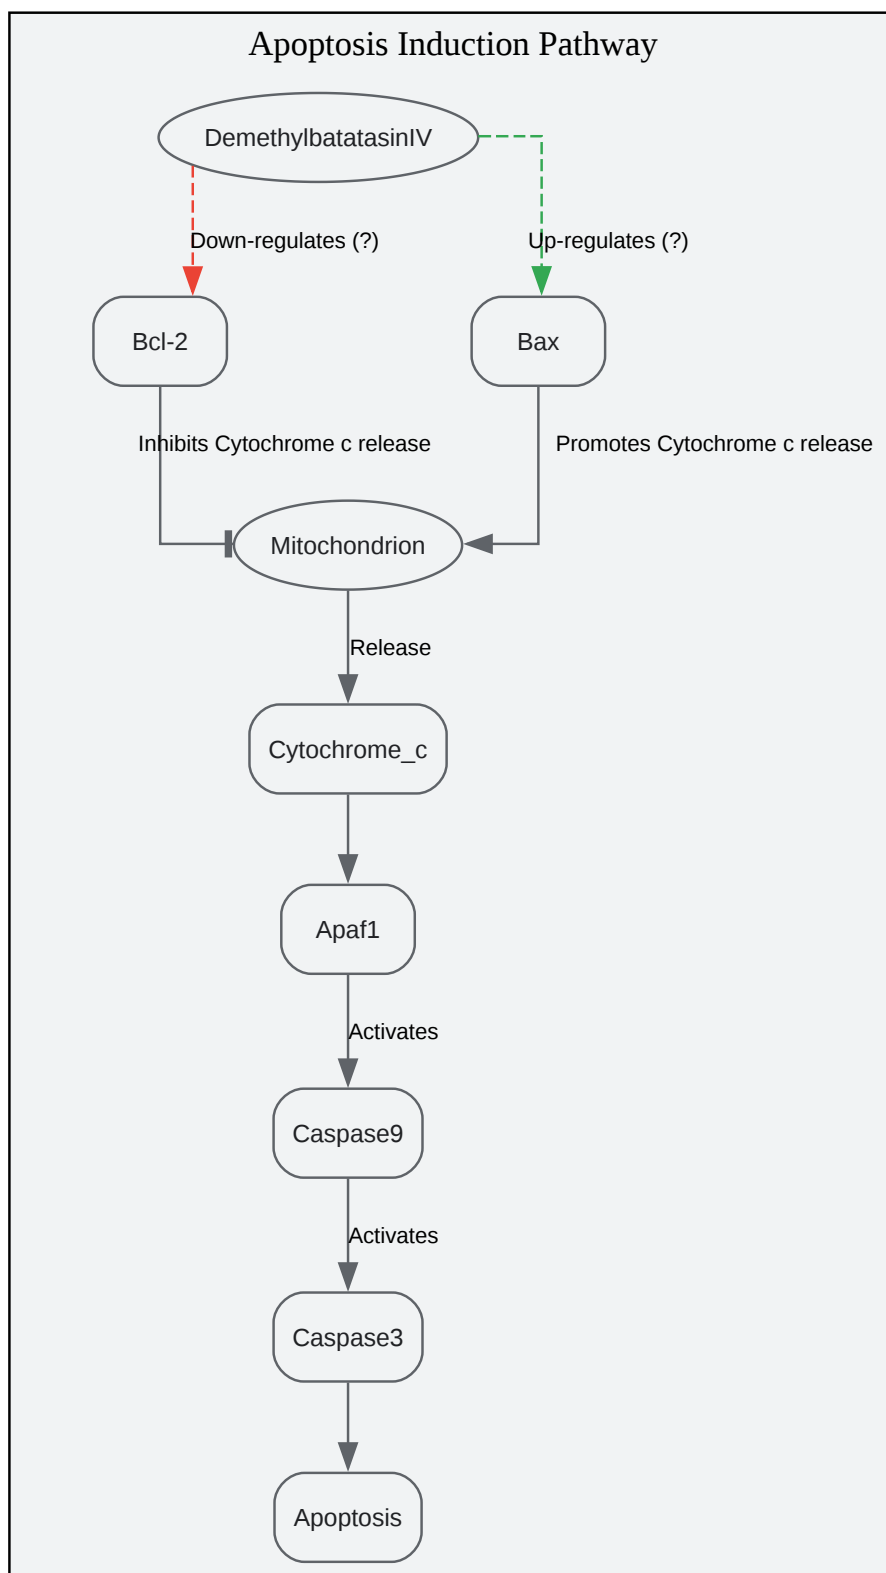 Apoptosis Induction Pathway
DemethylbatatasinIV
Down-regulates (?)
Up-regulates (?)
Bcl-2
Bax
Inhibits Cytochrome c release
Promotes Cytochrome c release
Mitochondrion
Release
Cytochrome_c
Apaf1
Activates
Caspase9
Activates
Caspase3
Apoptosis